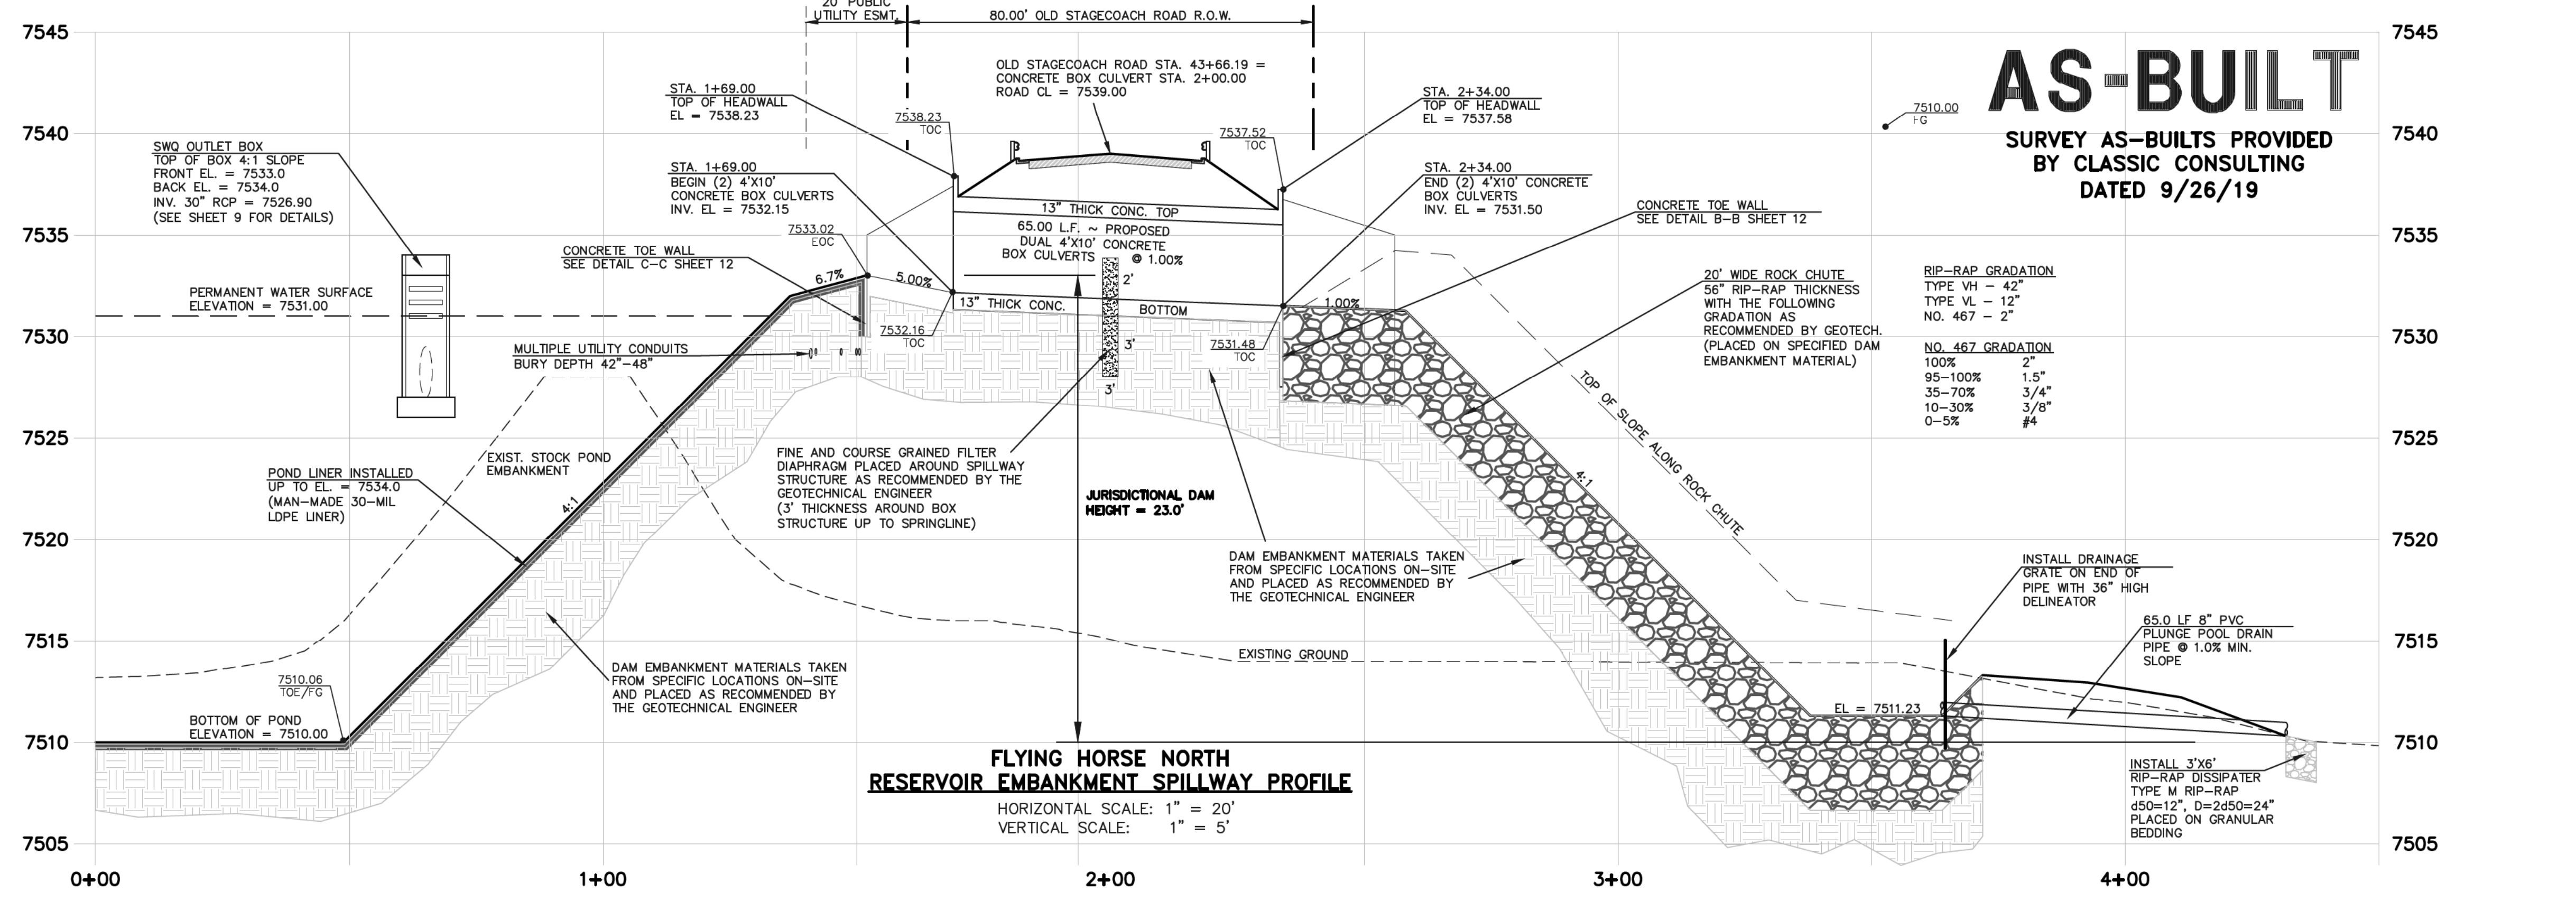 20' PUBLIC
UTILITY ESMT.
80.00' OLD STAGECOACH ROAD R.O.W.
7545
7545
AS-BUILT
SURVEY AS-BUILTS PROVIDED
BY CLASSIC CONSULTING
DATED 9/26/19
OLD STAGECOACH ROAD STA. 43+66.19 =
CONCRETE BOX CULVERT STA. 2+00.00
ROAD CL = 7539.00
STA. 1+69.00
TOP OF HEADWALL
EL = 7538.23
STA. 2+34.00
TOP OF HEADWALL
EL = 7537.58
7510.00
FG
7538.23
TOC
7537.52
TOC
7540
7540
SWQ OUTLET BOX
TOP OF BOX 4:1 SLOPE
FRONT EL. = 7533.0
BACK EL. = 7534.0
INV. 30" RCP = 7526.90
(SEE SHEET 9 FOR DETAILS)
STA. 1+69.00
BEGIN (2) 4'X10'
CONCRETE BOX CULVERTS
INV. EL = 7532.15
STA. 2+34.00
END (2) 4'X10' CONCRETE
BOX CULVERTS
INV. EL = 7531.50
CONCRETE TOE WALL
SEE DETAIL B-B SHEET 12
13" THICK CONC. TOP
65.00 L.F. ~ PROPOSED
DUAL 4'X10' CONCRETE
BOX CULVERTS @ 1.00%
7533.02
EOC
7535
7535
CONCRETE TOE WALL
SEE DETAIL C-C SHEET 12
6.7%
5.00%
2'
20' WIDE ROCK CHUTE
56" RIP-RAP THICKNESS
WITH THE FOLLOWING
GRADATION AS
RECOMMENDED BY GEOTECH.
(PLACED ON SPECIFIED DAM
EMBANKMENT MATERIAL)
RIP-RAP GRADATION
TYPE VH - 42"
TYPE VL - 12"
NO. 467 - 2"
NO. 467 GRADATION
100% 2"
95-100% 1.5"
35-70% 3/4"
10-30% 3/8"
0-5% #4
PERMANENT WATER SURFACE
ELEVATION = 7531.00
13" THICK CONC. BOTTOM
1.00%
7530
7530
7532.16
TOC
7531.48
TOC
3'
3'
MULTIPLE UTILITY CONDUITS
BURY DEPTH 42"-48"
TOP OF SLOPE ALONG ROCK CHUTE
7525
7525
EXIST. STOCK POND
EMBANKMENT
POND LINER INSTALLED
UP TO EL. = 7534.0
(MAN-MADE 30-MIL
LDPE LINER)
4:1
4:1
FINE AND COURSE GRAINED FILTER
DIAPHRAGM PLACED AROUND SPILLWAY
STRUCTURE AS RECOMMENDED BY THE
GEOTECHNICAL ENGINEER
(3' THICKNESS AROUND BOX
STRUCTURE UP TO SPRINGLINE)
JURISDICTIONAL DAM
HEIGHT = 23.0'
7520
7520
DAM EMBANKMENT MATERIALS TAKEN
FROM SPECIFIC LOCATIONS ON-SITE
AND PLACED AS RECOMMENDED BY
THE GEOTECHNICAL ENGINEER
INSTALL DRAINAGE
GRATE ON END OF
PIPE WITH 36" HIGH
DELINEATOR
65.0 LF 8" PVC
PLUNGE POOL DRAIN
PIPE @ 1.0% MIN.
SLOPE
7515
7515
EXISTING GROUND
DAM EMBANKMENT MATERIALS TAKEN
FROM SPECIFIC LOCATIONS ON-SITE
AND PLACED AS RECOMMENDED BY
THE GEOTECHNICAL ENGINEER
7510.06
TOE/FG
BOTTOM OF POND
ELEVATION = 7510.00
EL = 7511.23
7510
7510
FLYING HORSE NORTH
RESERVOIR EMBANKMENT SPILLWAY PROFILE
HORIZONTAL SCALE: 1" = 20'
VERTICAL SCALE: 1" = 5'
INSTALL 3'X6'
RIP-RAP DISSIPATER
TYPE M RIP-RAP
d50=12", D=2d50=24"
PLACED ON GRANULAR
BEDDING
7505
7505
0+00
1+00
2+00
3+00
4+00